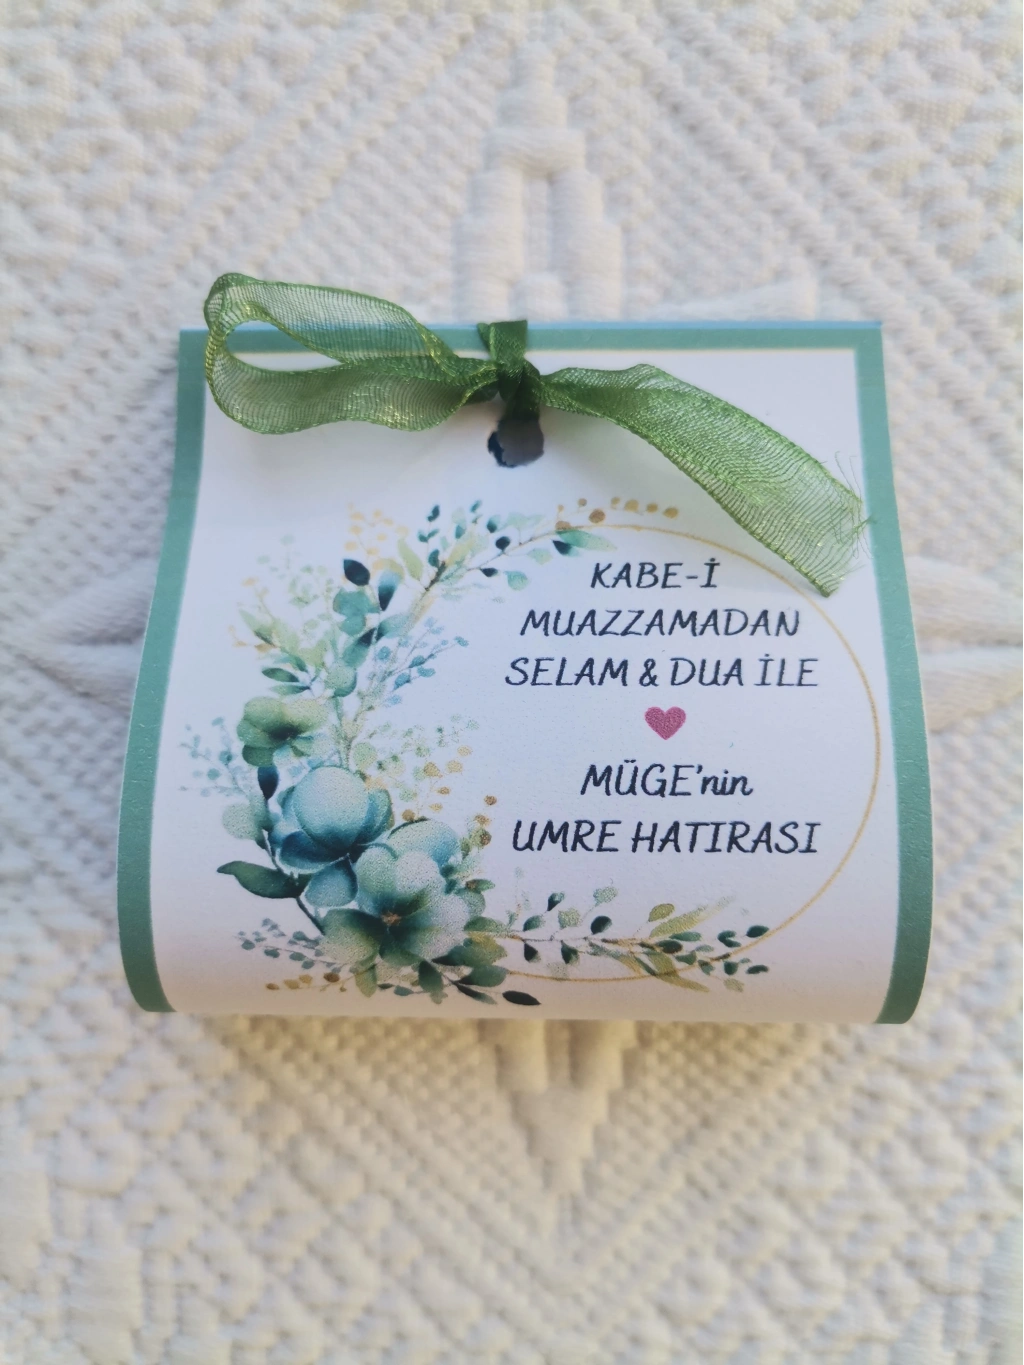 KABE-İ
MUAZZAMADAN
SELAM & DUA İLE
MÜGE'nin
UMRE HATIRASI